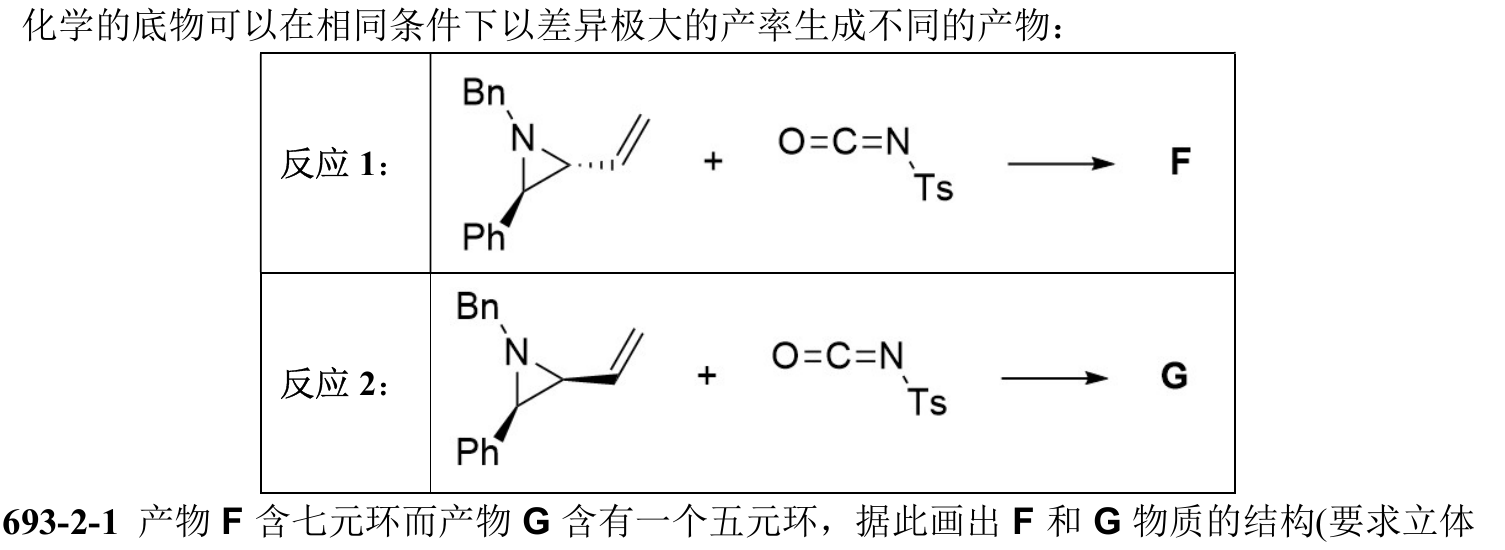 化学的底物可以在相同条件下以差异极大的产率生成不同的产物：
反应 1：
Bn
N
Ph
+
O=C=N
Ts
F
反应 2：
Bn
N
Ph
+
O=C=N
Ts
G
693-2-1 产物 F 含七元环而产物 G 含有一个五元环，据此画出 F 和 G 物质的结构(要求立体